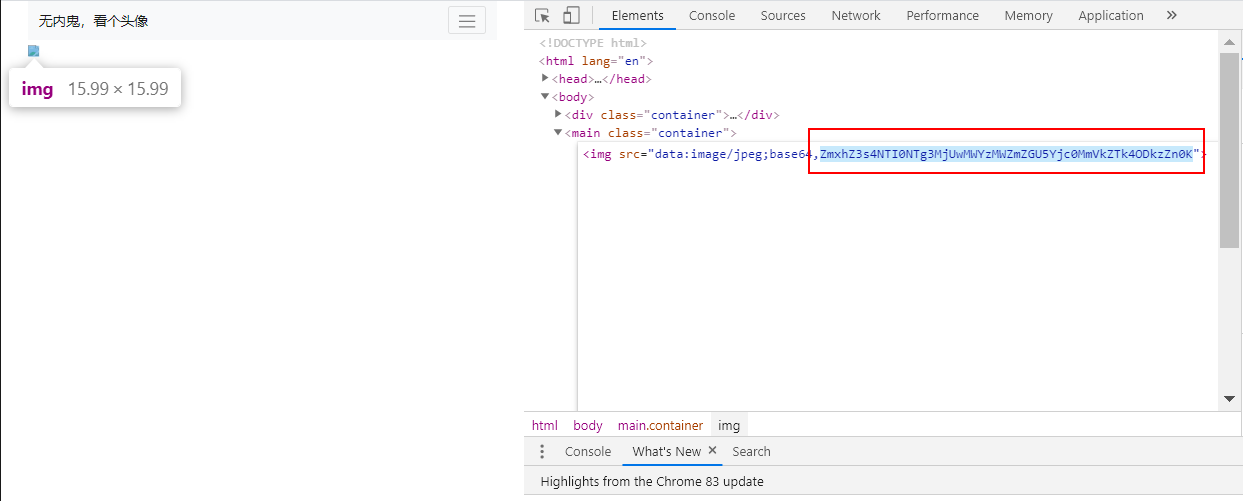 无内鬼，看个头像
img 15.99 × 15.99
Elements Console Sources Network Performance Memory Application »
<!DOCTYPE html>
<html lang="en">
▶<head>…</head>
▼<body>
▶<div class="container">…</div>
▼<main class="container">
<img src="data:image/jpeg;base64,ZmxhZ3s4NTI0NTg3MjUwMWYzMWZmZGU5Yjc0MmVkZTk4ODkzZn0K">
html body main.container img
Console What's New × Search
Highlights from the Chrome 83 update